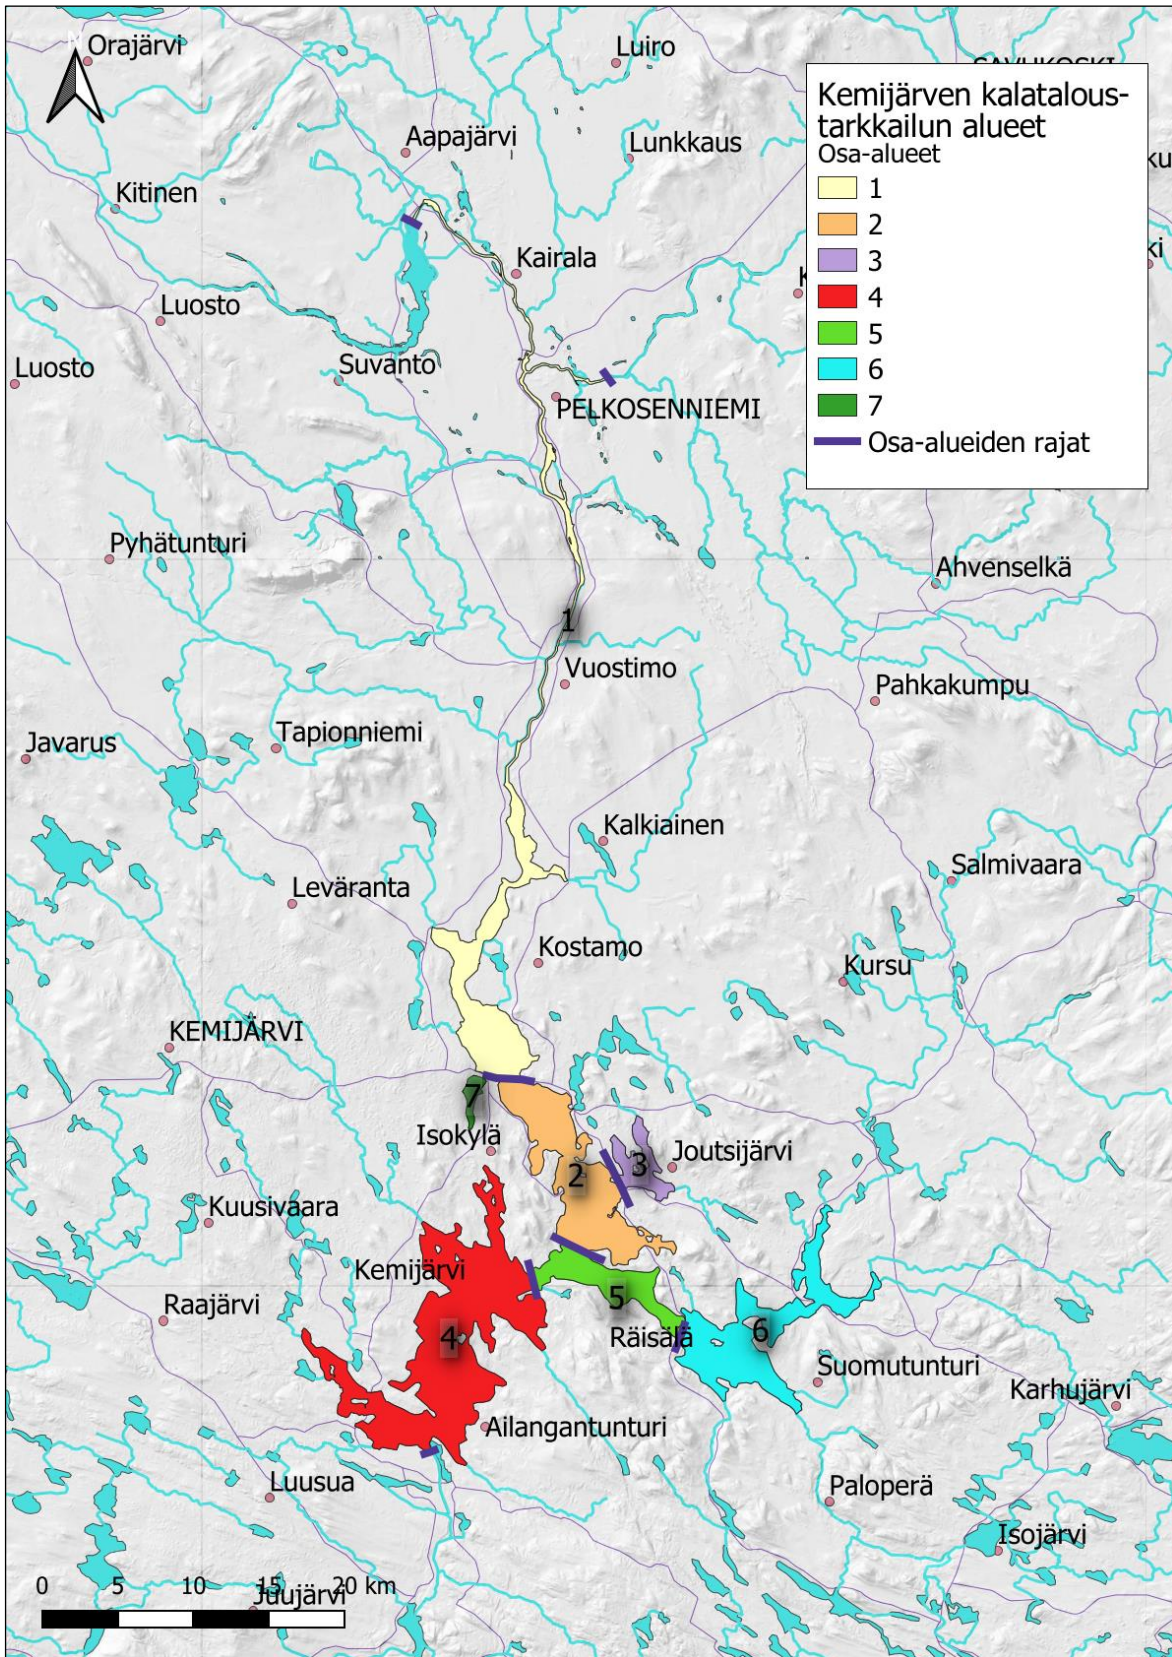 N
Orajärvi
Luiro
SAVUKOSKI
Kemijärven kalatalous-
tarkkailun alueet
Osa-alueet
1
2
3
4
5
6
7
Osa-alueiden rajat
Aapajärvi
Lunkkaus
Kitinen
Kairala
Luosto
Suvanto
Luosto
PELKOSENNIEMI
Pyhätunturi
Ahvenselkä
1
Vuostimo
Pahkakumpu
Tapionniemi
Javarus
Kalkiainen
Salmivaara
Leväranta
Kostamo
Kursu
KEMIJÄRVI
7
Isokylä
2
3
Joutsijärvi
Kuusivaara
Kemijärvi
5
Raajärvi
4
Räisälä
6
Suomutunturi
Karhujärvi
Ailangantunturi
Luusua
Paloperä
Isojärvi
0 5 10 15 20 km
Juujärvi